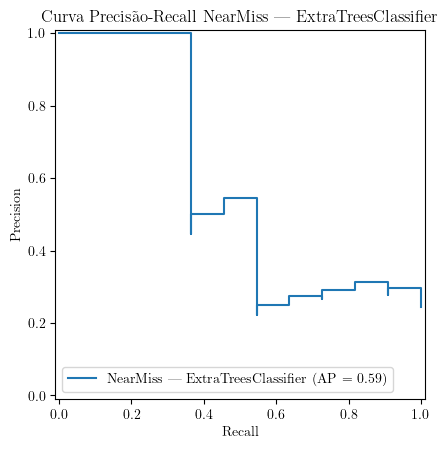 Curva Precisão-Recall NearMiss — ExtraTreesClassifier
1.0
0.8
0.6
0.4
0.2
0.0
Precision
NearMiss — ExtraTreesClassifier (AP = 0.59)
0.0 0.2 0.4 0.6 0.8 1.0
Recall